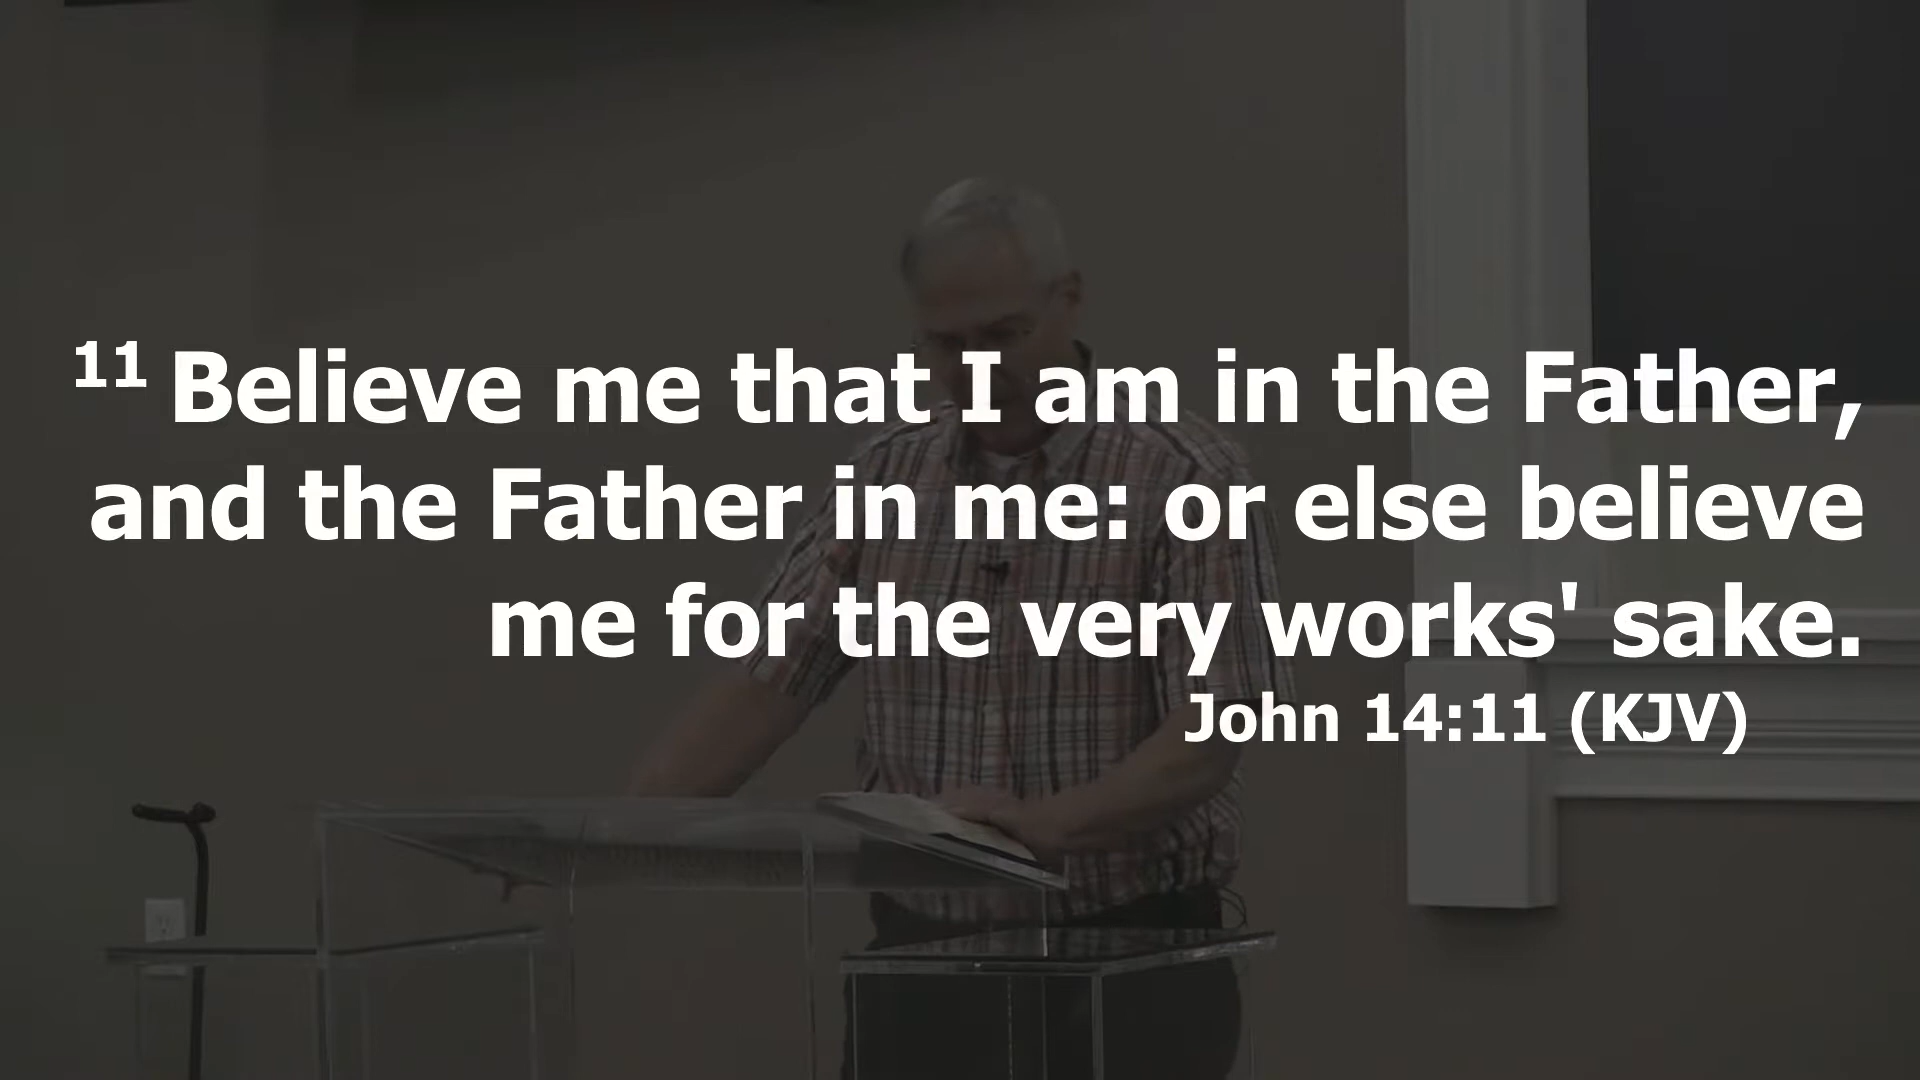 11 Believe me that I am in the Father,
and the Father in me: or else believe
me for the very works' sake.
John 14:11 (KJV)